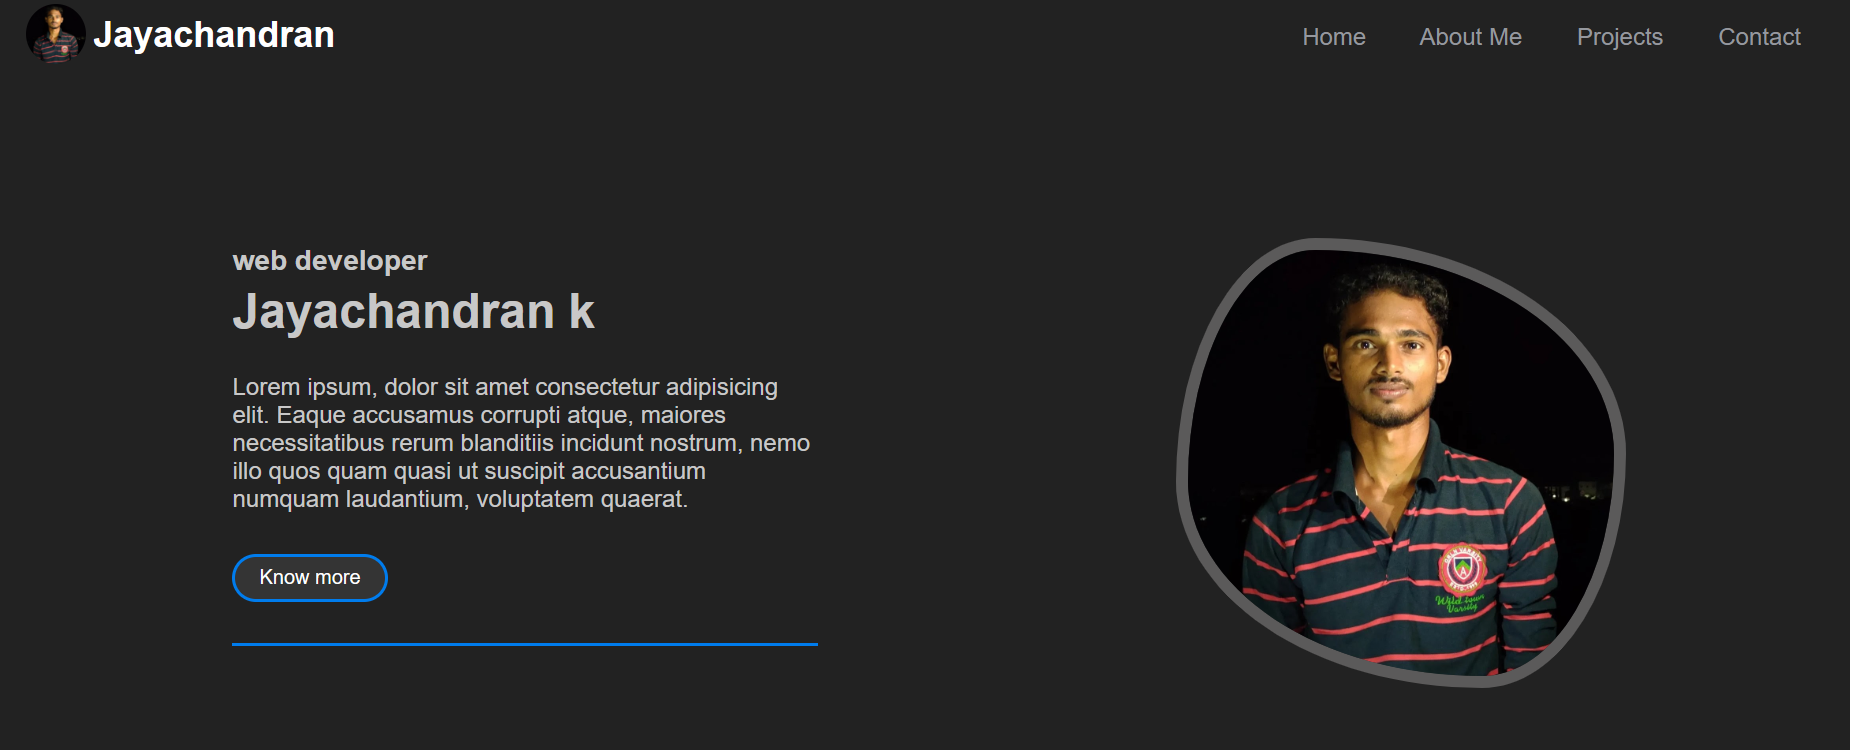 Jayachandran
Home
About Me
Projects
Contact
web developer
Jayachandran k
Lorem ipsum, dolor sit amet consectetur adipisicing
elit. Eaque accusamus corrupti atque, maiores
necessitatibus rerum blanditiis incidunt nostrum, nemo
illo quos quam quasi ut suscipit accusantium
numquam laudantium, voluptatem quaerat.
Know more
VARSITY
A
Wild town
Varsity